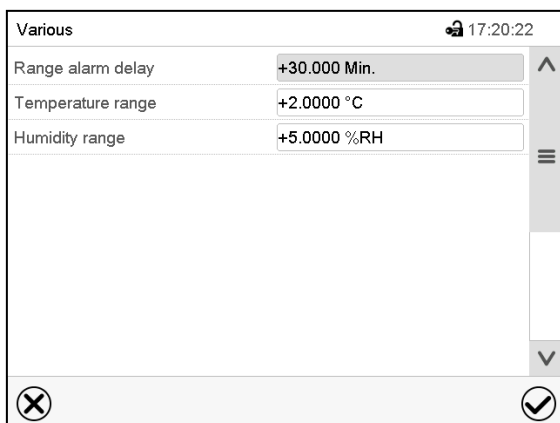 Various 17:20:22
Range alarm delay +30.000 Min.
Temperature range +2.0000 °C
Humidity range +5.0000 %RH